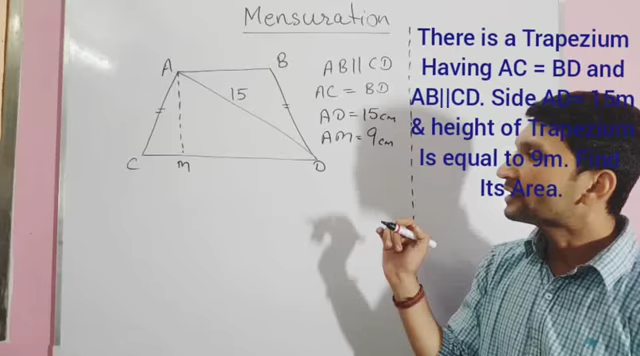 Mensuration
A
B
15
C
M
D
AB||CD
AC = BD
AD = 15cm
AM = 9cm
There is a Trapezium
Having AC = BD and
AB||CD. Side AD= 15m
& height of Trapezium
Is equal to 9m. Find
Its Area.